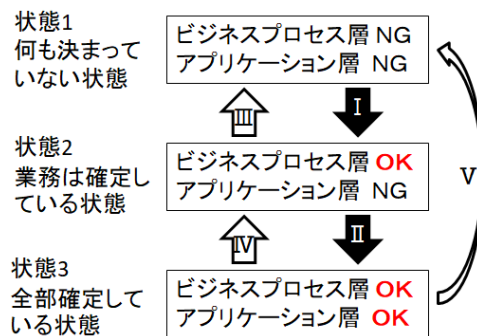 状態1
何も決まって
いない状態
ビジネスプロセス層 NG
アプリケーション層 NG
Ⅲ
Ⅰ
状態2
業務は確定し
ている状態
ビジネスプロセス層 OK
アプリケーション層 NG
Ⅴ
Ⅳ
Ⅱ
状態3
全部確定して
いる状態
ビジネスプロセス層 OK
アプリケーション層 OK